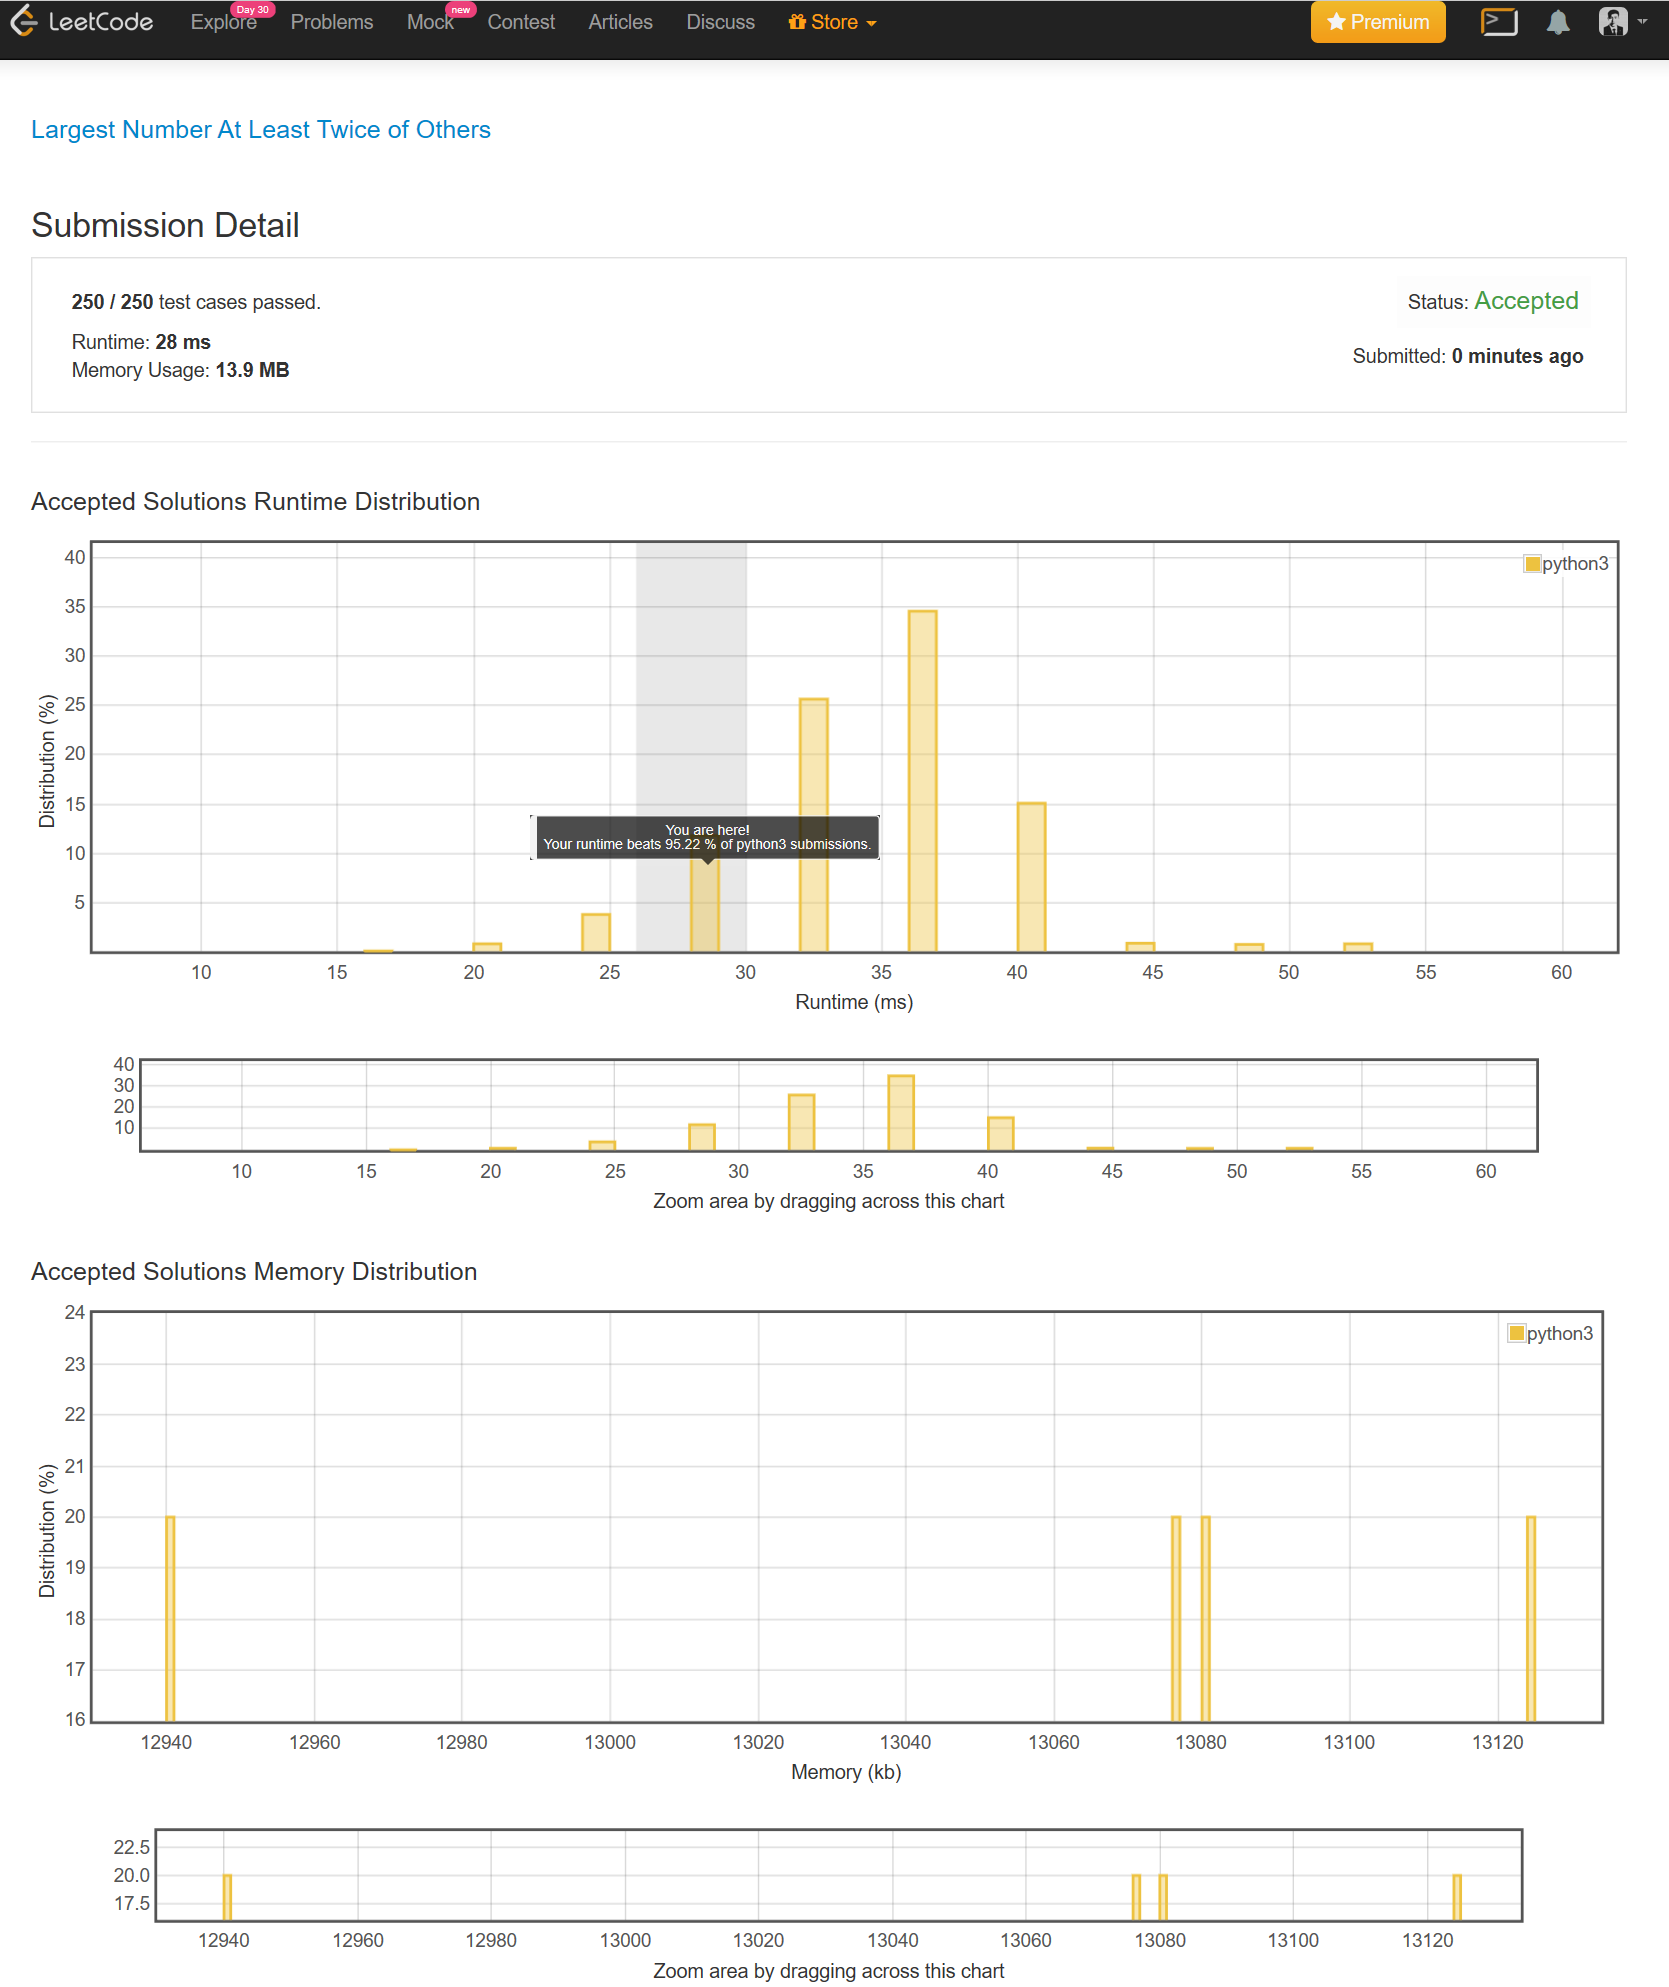 LeetCode Explore Day 30 Problems Mock new Contest Articles Discuss Store Premium
Largest Number At Least Twice of Others
Submission Detail
250 / 250 test cases passed.
Status: Accepted
Runtime: 28 ms
Submitted: 0 minutes ago
Memory Usage: 13.9 MB
Accepted Solutions Runtime Distribution
python3
40
35
30
25
20
15
10
5
Distribution (%)
You are here!
Your runtime beats 95.22 % of python3 submissions.
10 15 20 25 30 35 40 45 50 55 60
Runtime (ms)
40
30
20
10
10 15 20 25 30 35 40 45 50 55 60
Zoom area by dragging across this chart
Accepted Solutions Memory Distribution
python3
24
23
22
21
20
19
18
17
16
Distribution (%)
12940 12960 12980 13000 13020 13040 13060 13080 13100 13120
Memory (kb)
22.5
20.0
17.5
12940 12960 12980 13000 13020 13040 13060 13080 13100 13120
Zoom area by dragging across this chart